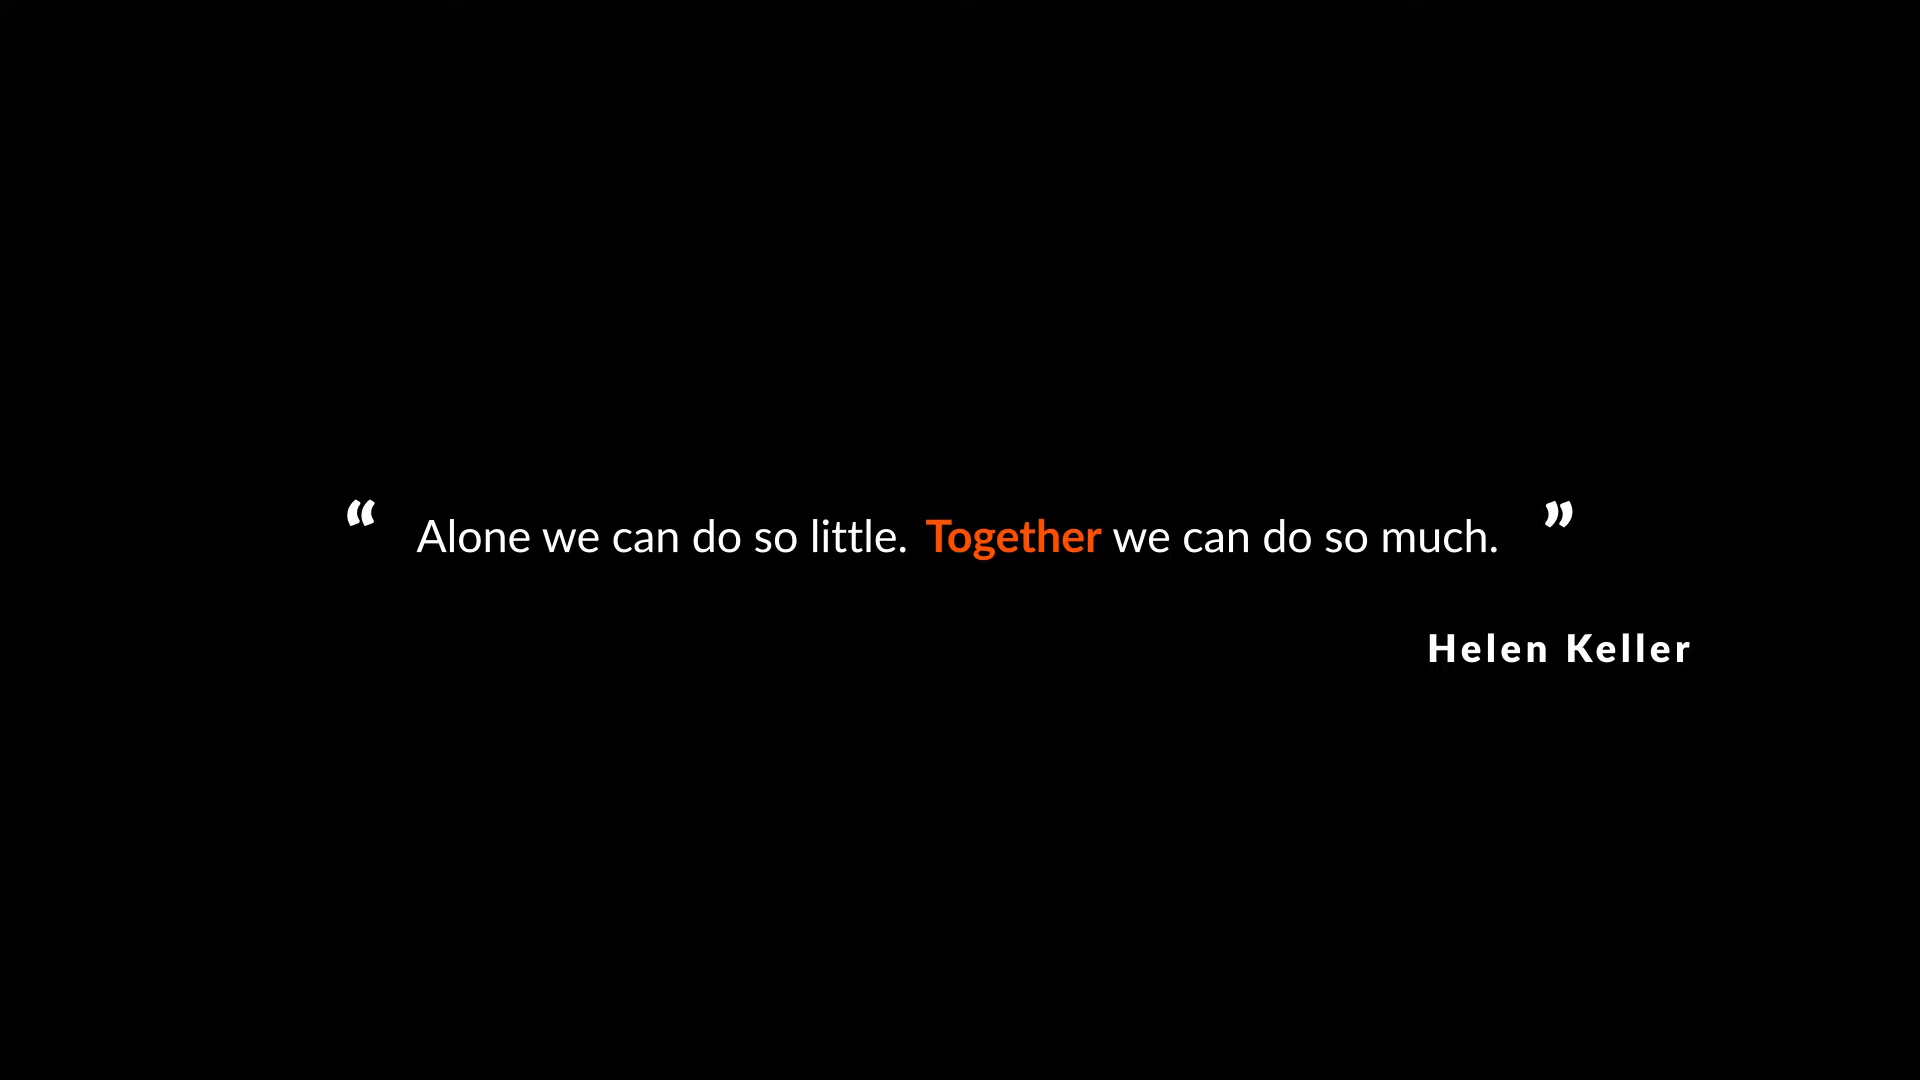 “ Alone we can do so little. Together we can do so much. ”
Helen Keller